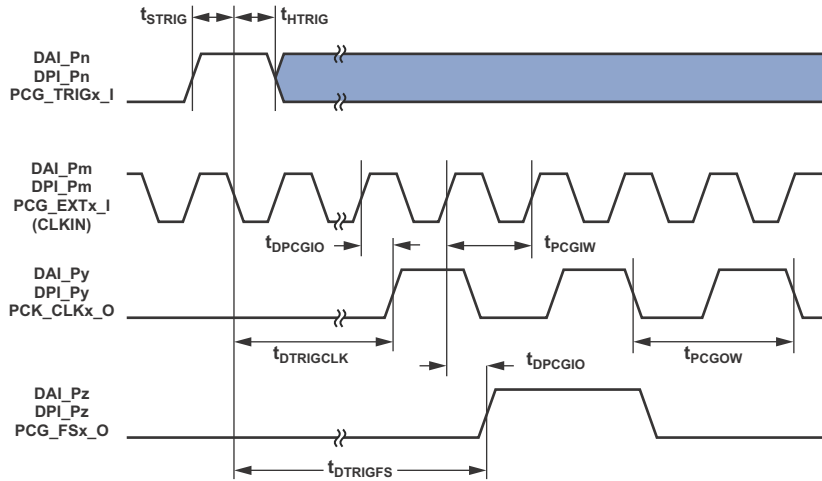 tSTRIG
tHTRIG
DAI_Pn
DPI_Pn
PCG_TRIGx_I
DAI_Pm
DPI_Pm
PCG_EXTx_I
(CLKIN)
tDPCGIO
tPCGIW
DAI_Py
DPI_Py
PCK_CLKx_O
tDTRIGCLK
tDPCGIO
tPCGOW
DAI_Pz
DPI_Pz
PCG_FSx_O
tDTRIGFS